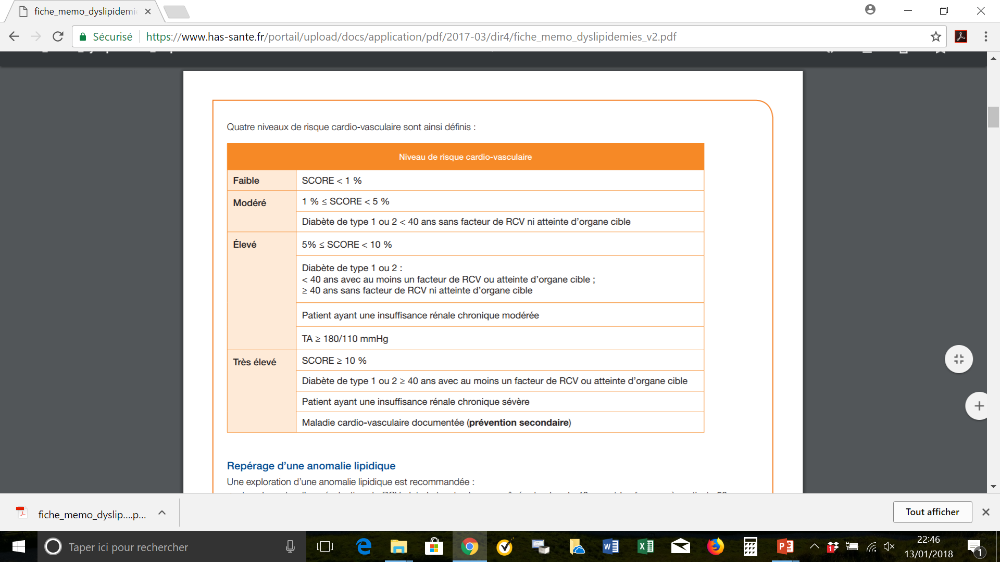 fiche_memo_dyslipidemi
Sécurisé
https://www.has-sante.fr/portail/upload/docs/application/pdf/2017-03/dir4/fiche_memo_dyslipidemies_v2.pdf
Quatre niveaux de risque cardio-vasculaire sont ainsi définis :
Niveau de risque cardio-vasculaire
Faible
SCORE < 1 %
Modéré
1 % ≤ SCORE < 5 %
Diabète de type 1 ou 2 < 40 ans sans facteur de RCV ni atteinte d’organe cible
Élevé
5% ≤ SCORE < 10 %
Diabète de type 1 ou 2 :
< 40 ans avec au moins un facteur de RCV ou atteinte d’organe cible ;
≥ 40 ans sans facteur de RCV ni atteinte d’organe cible
Patient ayant une insuffisance rénale chronique modérée
TA ≥ 180/110 mmHg
Très élevé
SCORE ≥ 10 %
Diabète de type 1 ou 2 ≥ 40 ans avec au moins un facteur de RCV ou atteinte d’organe cible
Patient ayant une insuffisance rénale chronique sévère
Maladie cardio-vasculaire documentée (prévention secondaire)
Repérage d’une anomalie lipidique
Une exploration d’une anomalie lipidique est recommandée :
fiche_memo_dyslip....p...
Tout afficher
Taper ici pour rechercher
22:46
13/01/2018
1
1